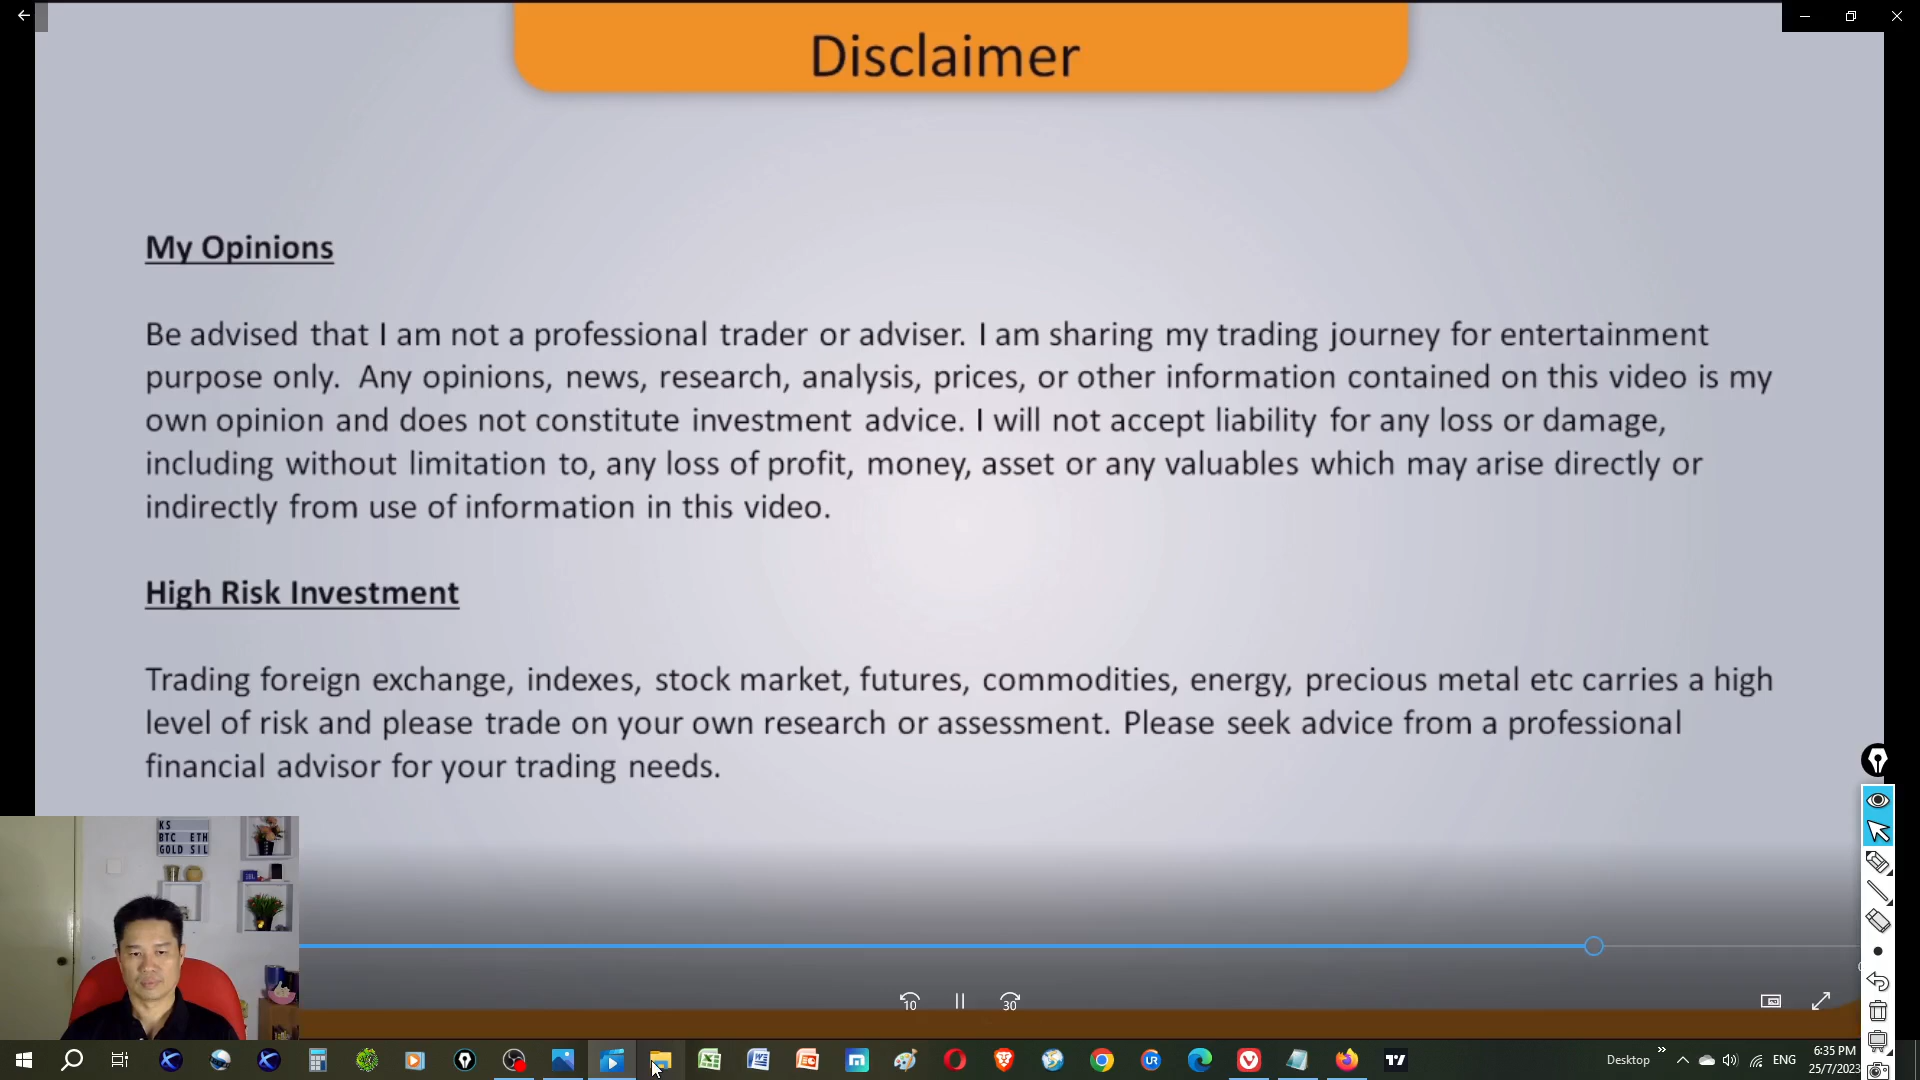 Disclaimer
My Opinions
Be advised that I am not a professional trader or adviser. I am sharing my trading journey for entertainment
purpose only.  Any opinions, news, research, analysis, prices, or other information contained on this video is my
own opinion and does not constitute investment advice. I will not accept liability for any loss or damage,
including without limitation to, any loss of profit, money, asset or any valuables which may arise directly or
indirectly from use of information in this video.
High Risk Investment
Trading foreign exchange, indexes, stock market, futures, commodities, energy, precious metal etc carries a high
level of risk and please trade on your own research or assessment. Please seek advice from a professional
financial advisor for your trading needs.
KS
BTC ETH
GOLD SIL
10
30
UR
Desktop
ENG
6:35 PM
25/7/2023